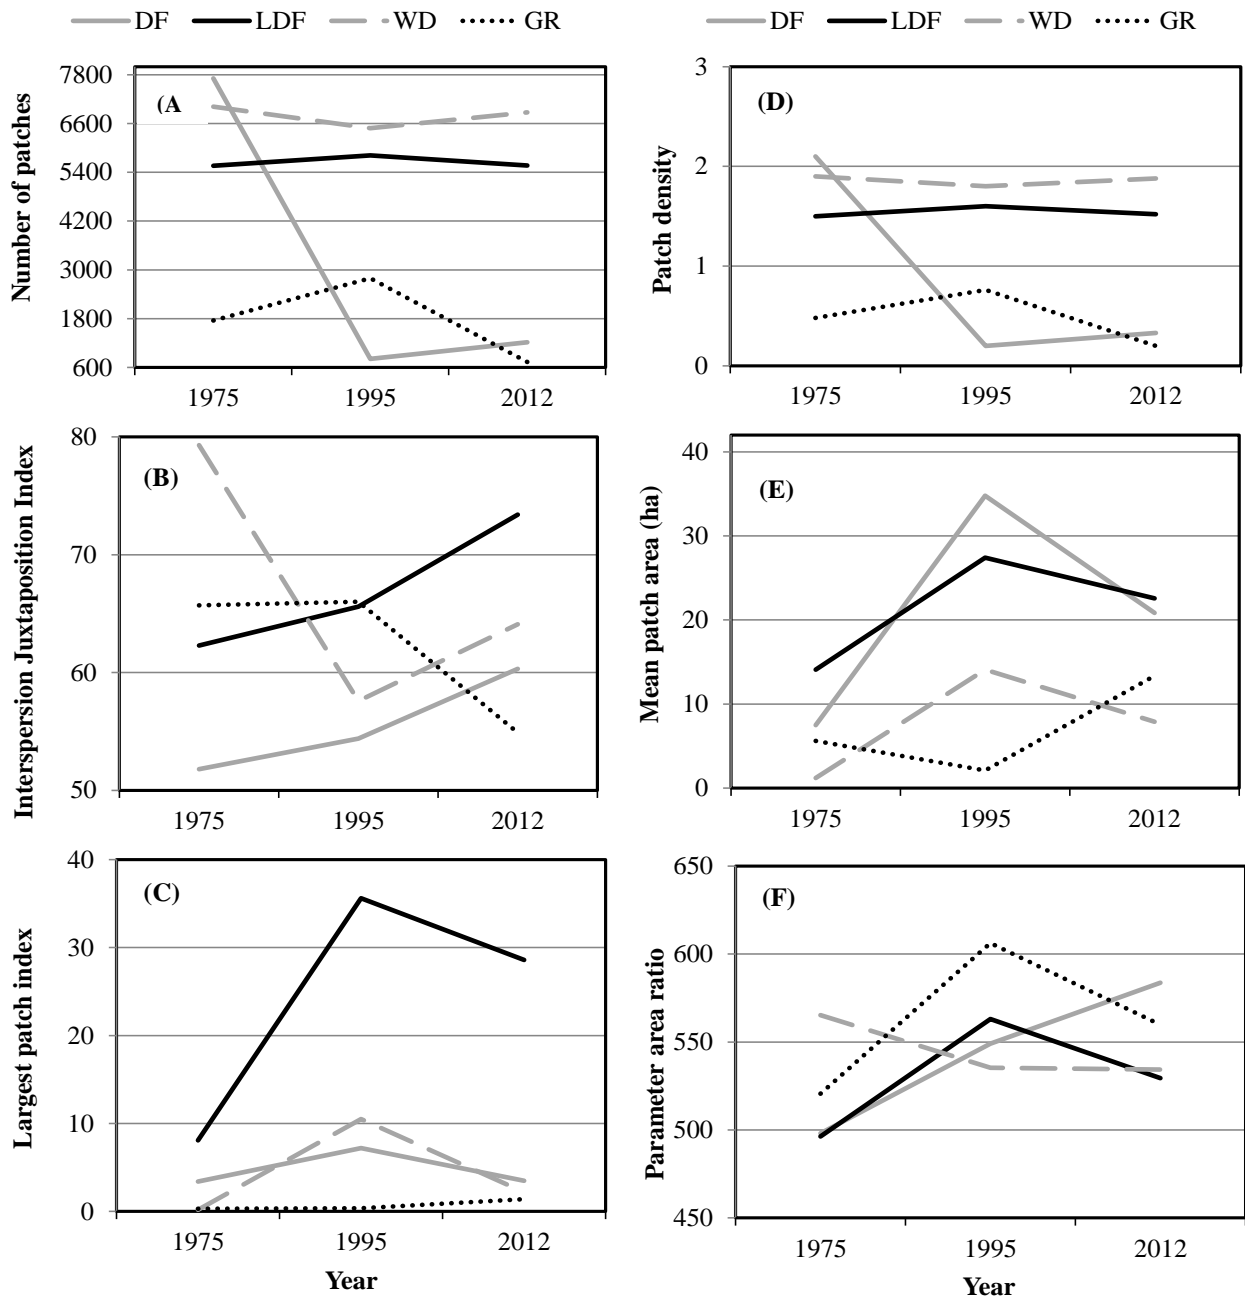 DF LDF WD GR
DF LDF WD GR
Number of patches
(A
7800
6600
5400
4200
3000
1800
600
1975 1995 2012
Patch density
(D)
3
2
1
0
1975 1995 2012
Interspersion Juxtaposition Index
(B)
80
70
60
50
1975 1995 2012
Mean patch area (ha)
(E)
40
30
20
10
0
1975 1995 2012
Largest patch index
(C)
40
30
20
10
0
1975 1995 2012
Year
Parameter area ratio
(F)
650
600
550
500
450
1975 1995 2012
Year